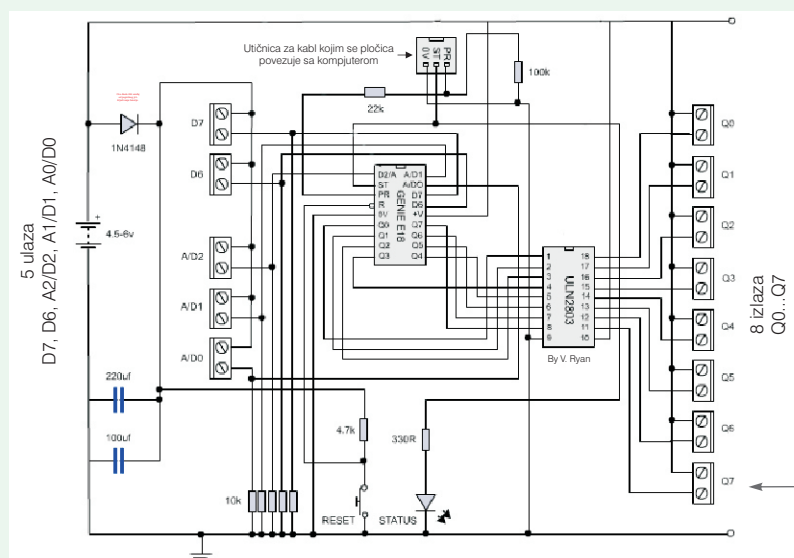 Utičnica za kabl kojim se pločica
povezuje sa kompjuterom
PR
ST
0V
100k
22k
1N4148
D7
D6
A/D2
A/D1
A/D0
5 ulaza
D7, D6, A2/D2, A1/D1, A0/D0
4.5-6v
+
220uf
100uf
10k
4.7k
330R
RESET
STATUS
GENIE E18
D2/A
ST
PR
R
0V
Q0
Q1
Q2
Q3
A/D1
A/D0
D7
D6
+V
Q7
Q6
Q5
Q4
ULN2803
1
2
3
4
5
6
7
8
9
18
17
16
15
14
13
12
11
10
By V. Ryan
Q0
Q1
Q2
Q3
Q4
Q5
Q6
Q7
8 izlaza
Q0...Q7